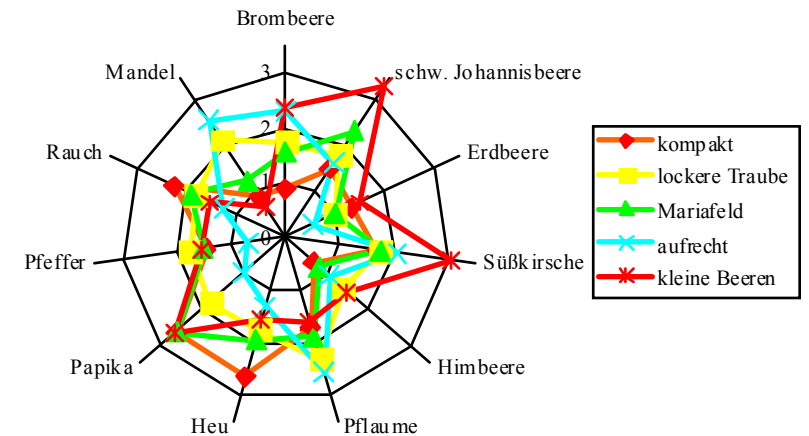 Brombeere
Mandel
3
schw. Johannisbeere
Rauch
2
Erdbeere
1
kompakt
lockere Traube
Mariafeld
aufrecht
kleine Beeren
0
Pfeffer
Süßkirsche
Papika
Himbeere
Heu
Pflaume